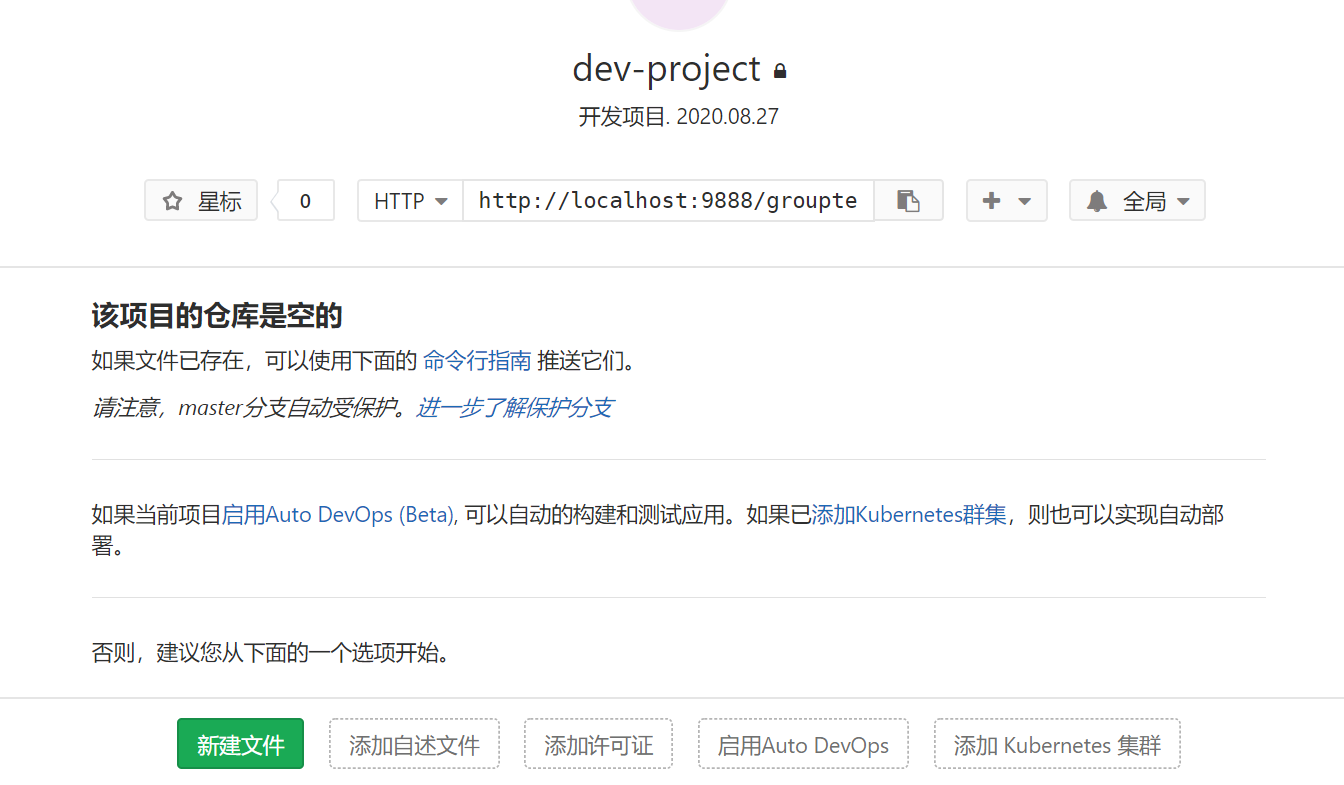 dev-project
开发项目. 2020.08.27
星标 0 HTTP http://localhost:9888/groupte 全局
该项目的仓库是空的
如果文件已存在，可以使用下面的 命令行指南 推送它们。
请注意，master分支自动受保护。进一步了解保护分支
如果当前项目启用Auto DevOps (Beta), 可以自动的构建和测试应用。如果已添加Kubernetes群集，则也可以实现自动部
署。
否则，建议您从下面的一个选项开始。
新建文件 添加自述文件 添加许可证 启用Auto DevOps 添加 Kubernetes 集群